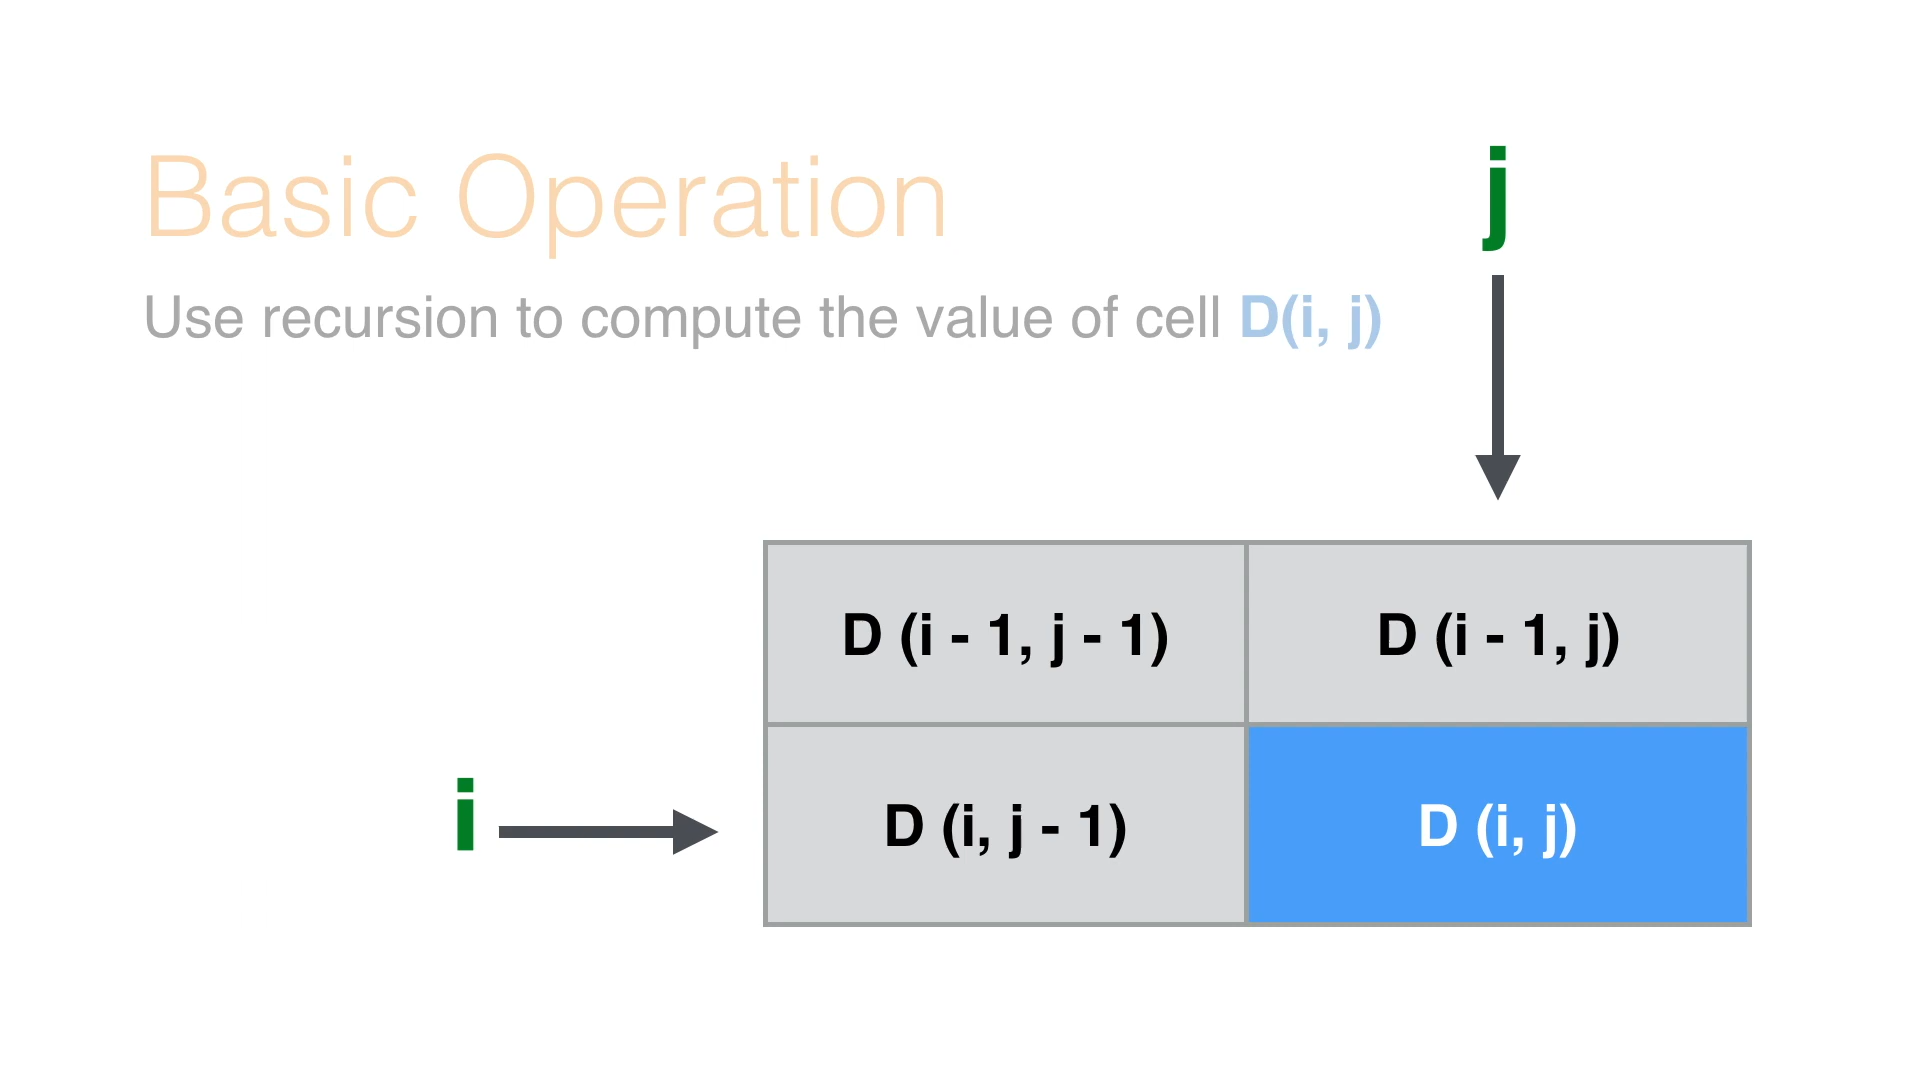 Basic Operation
Use recursion to compute the value of cell D(i, j)
j
D (i - 1, j - 1)
D (i - 1, j)
i
D (i, j - 1)
D (i, j)